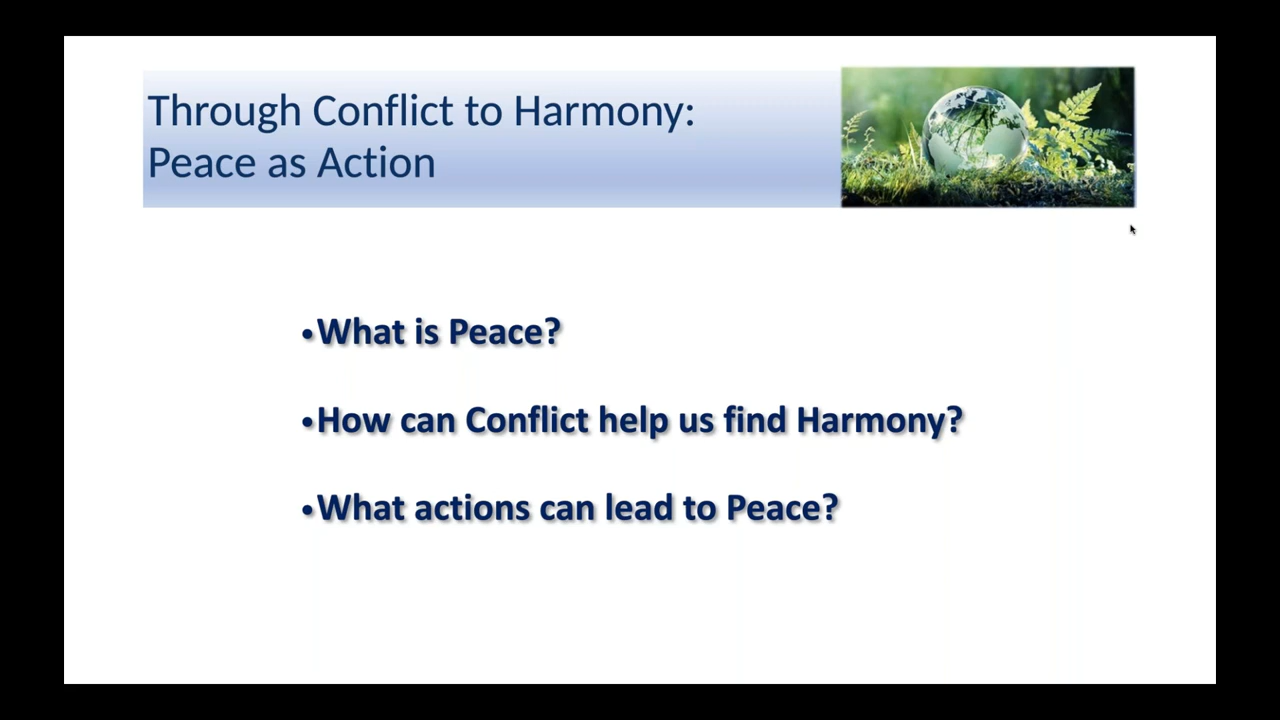 Through Conflict to Harmony:
Peace as Action
•What is Peace?
•How can Conflict help us find Harmony?
•What actions can lead to Peace?